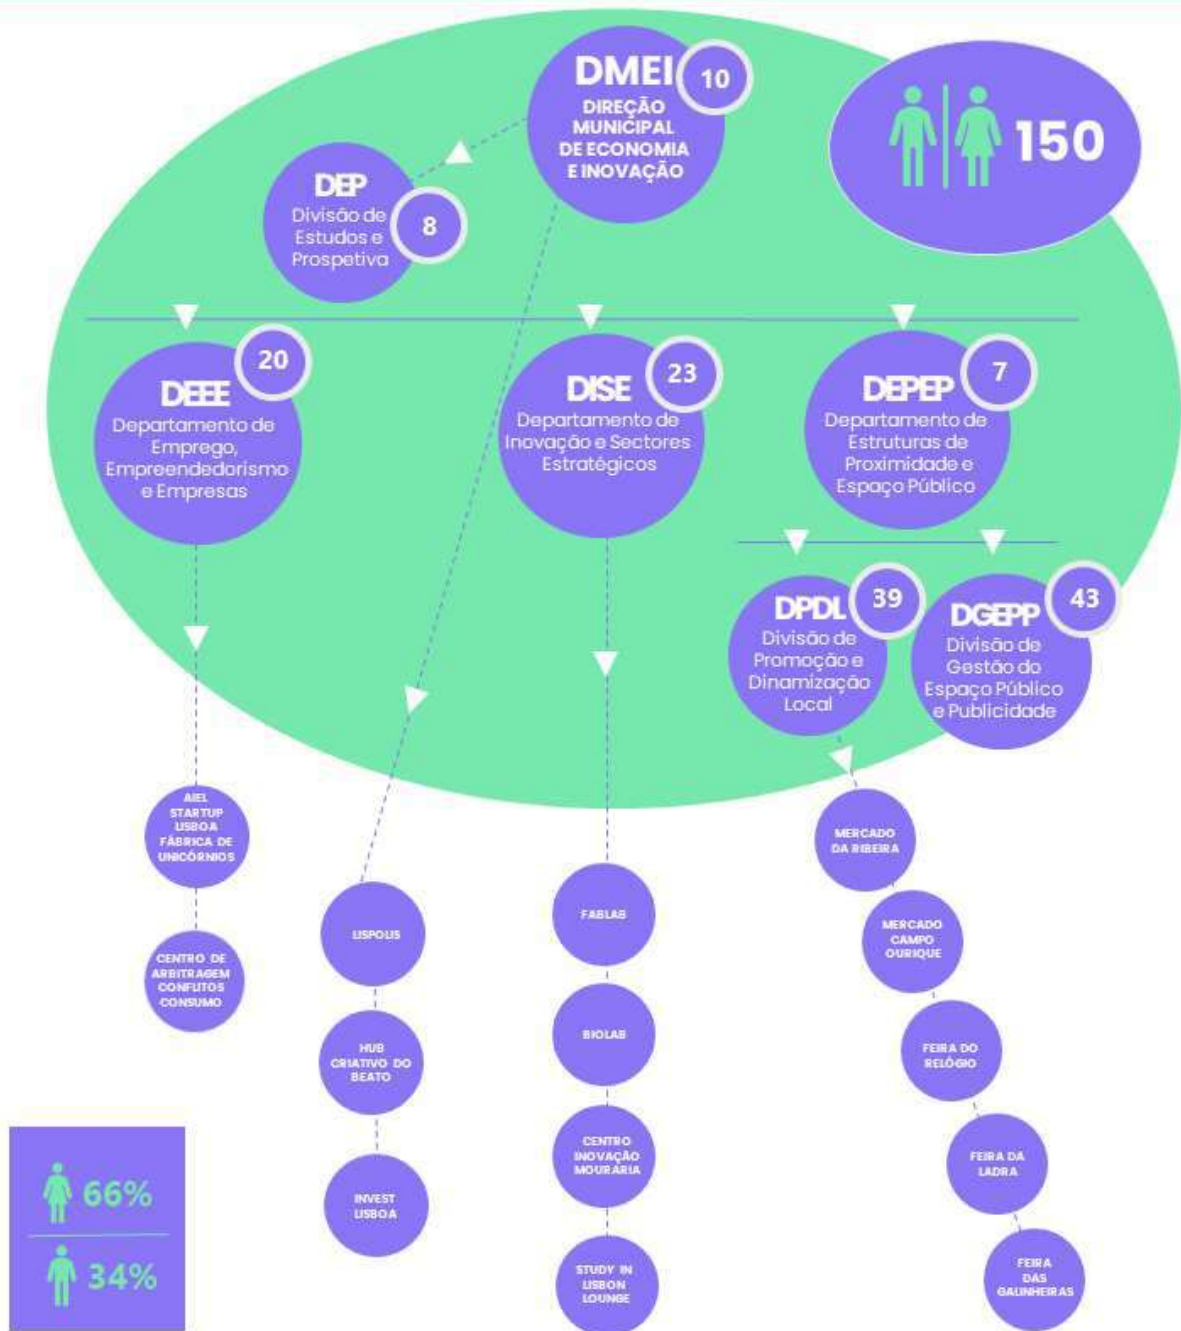 DMEI
10
DIREÇÃO
MUNICIPAL
DE ECONOMIA
E INOVAÇÃO
150
DEP
8
Divisão de
Estudos e
Prospetiva
DEEE
20
Departamento de
Emprego,
Empreendedorismo
e Empresas
DISE
23
Departamento de
Inovação e Sectores
Estratégicos
DEPEP
7
Departamento de
Estruturas de
Proximidade e
Espaço Público
DPDL
39
Divisão de
Promoção e
Dinamização
Local
DGEPP
43
Divisão de
Gestão do
Espaço Público
e Publicidade
AIEL
STARTUP
LISBOA
FÁBRICA DE
UNICÓRNIOS
CENTRO DE
ARBITRAGEM
CONFLITOS
CONSUMO
LISPOLIS
HUB
CRIATIVO DO
BEATO
INVEST
LISBOA
FABLAB
BIOLAB
CENTRO
INOVAÇÃO
MOURARIA
STUDY IN
LISBON
LOUNGE
MERCADO
DA RIBEIRA
MERCADO
CAMPO
OURIQUE
FEIRA DO
RELÓGIO
FEIRA DA
LADRA
FEIRA
DAS
GALINHEIRAS
66%
34%